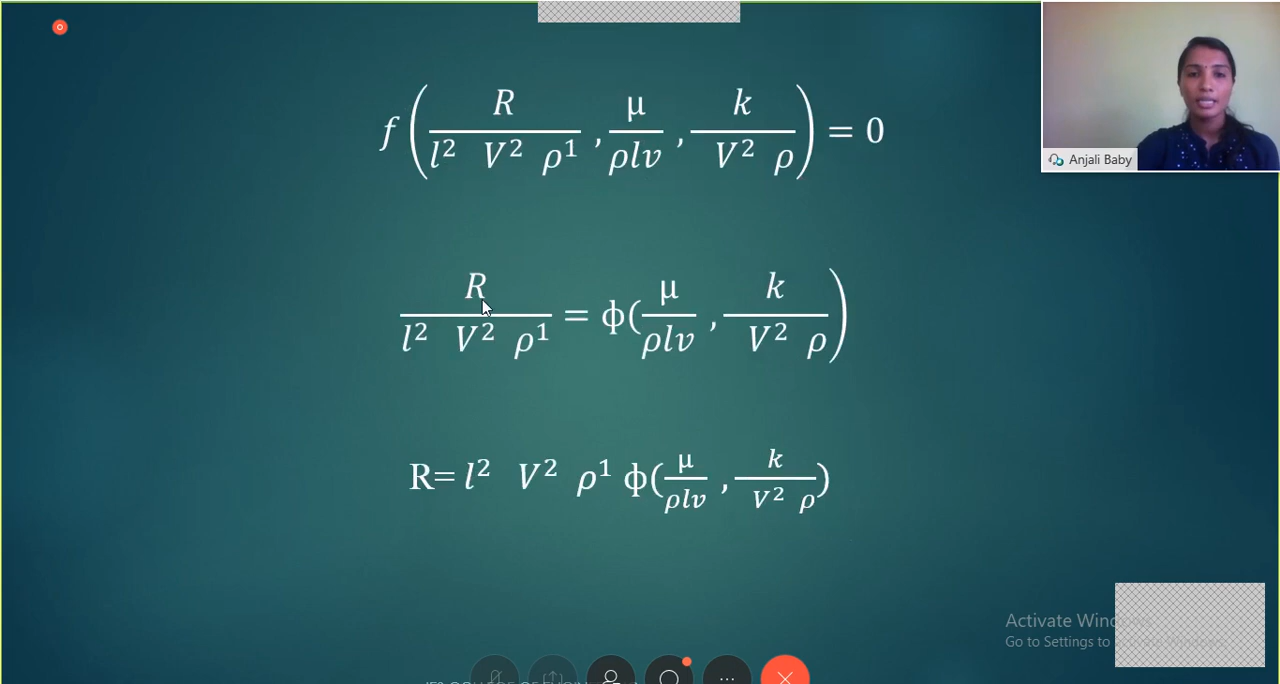 f(R/l² V² ρ¹ , μ/ρlv , k/V² ρ) = 0
Anjali Baby
R/l² V² ρ¹ = ф(μ/ρlv , k/V² ρ)
R= l² V² ρ¹ ф(μ/ρlv , k/V² ρ)
Activate
Go to Settings to